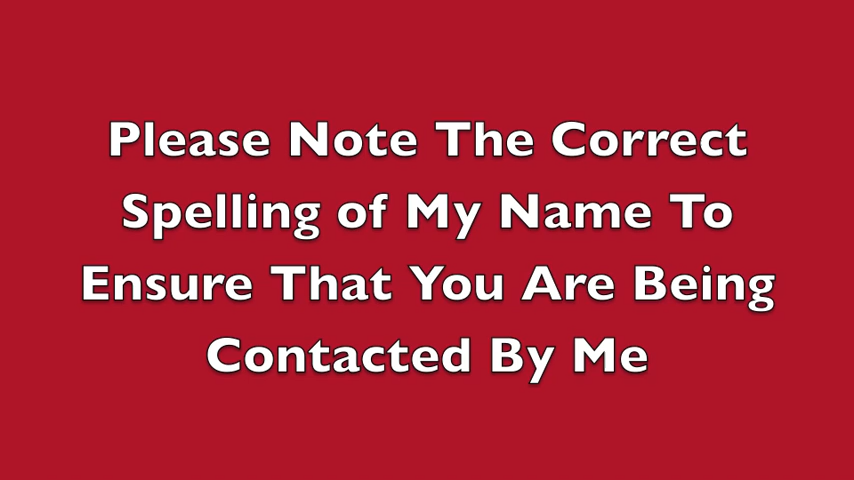 Please Note The Correct
Spelling of My Name To
Ensure That You Are Being
Contacted By Me